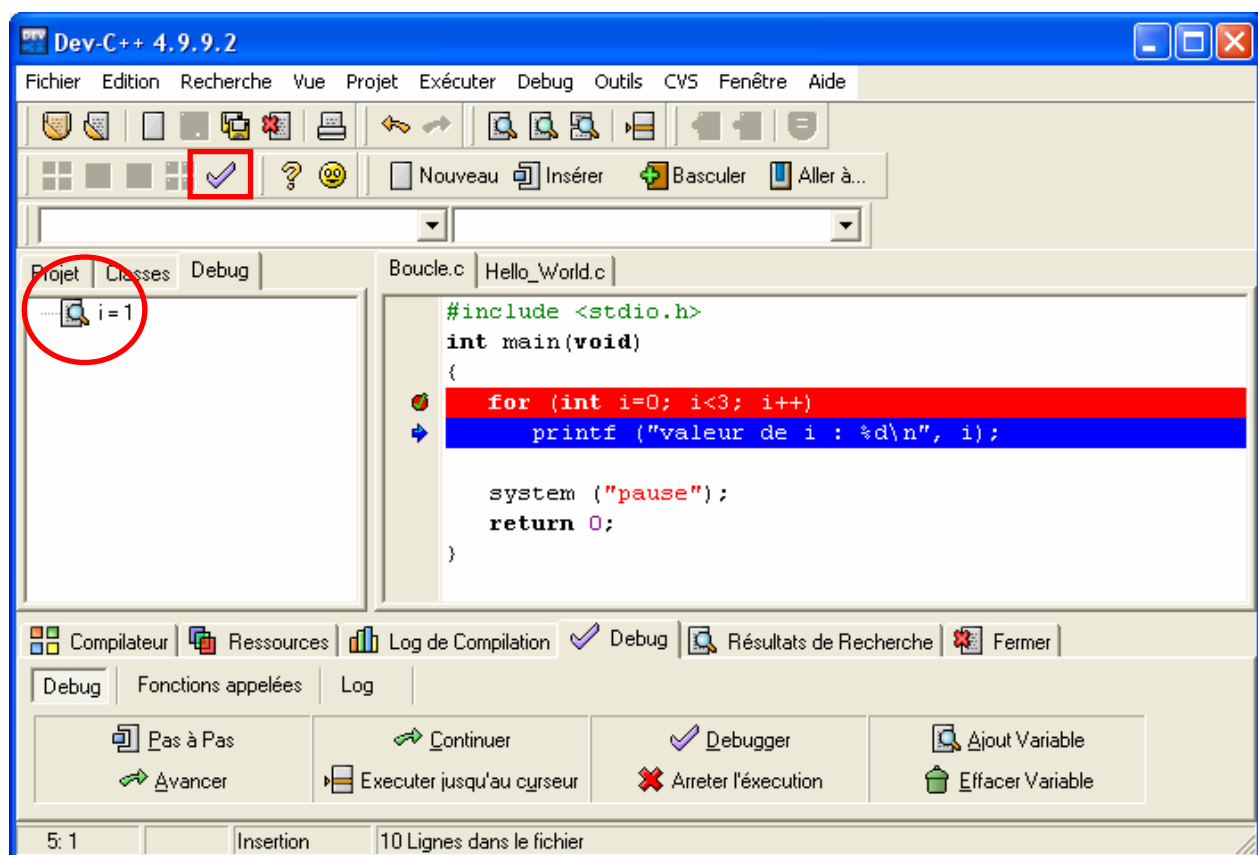 Dev-C++ 4.9.9.2
Fichier Edition Recherche Vue Projet Exécuter Debug Outils CVS Fenêtre Aide
Nouveau Insérer Basculer Aller à...
Projet Classes Debug
Boucle.c Hello_World.c
i = 1
#include <stdio.h>
int main(void)
{
for (int i=0; i<3; i++)
printf ("valeur de i : %d\n", i);
system ("pause");
return 0;
}
Compilateur Ressources Log de Compilation Debug Résultats de Recherche Fermer
Debug Fonctions appelées Log
Pas à Pas Continuer Debugger Ajout Variable
Avancer Executer jusqu'au curseur Arreter l'éxecution Effacer Variable
5: 1 Insertion 10 Lignes dans le fichier